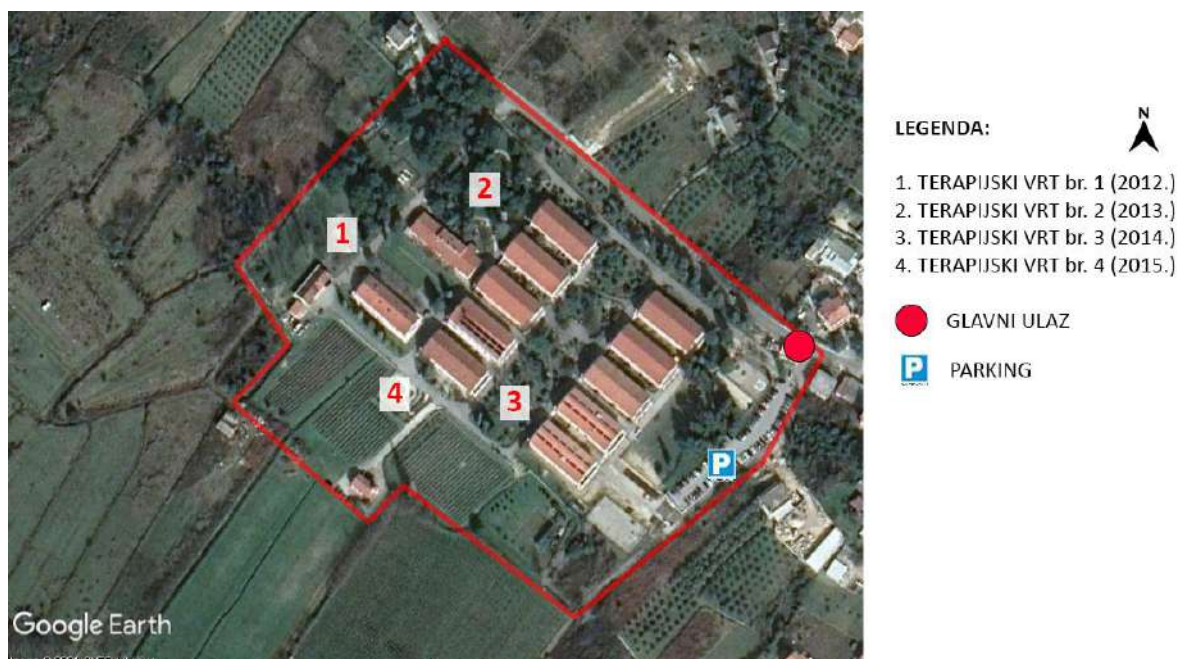 1
2
3
4
P
Google Earth
N
LEGENDA:
1. TERAPIJSKI VRT br. 1 (2012.)
2. TERAPIJSKI VRT br. 2 (2013.)
3. TERAPIJSKI VRT br. 3 (2014.)
4. TERAPIJSKI VRT br. 4 (2015.)
GLAVNI ULAZ
P
PARKING